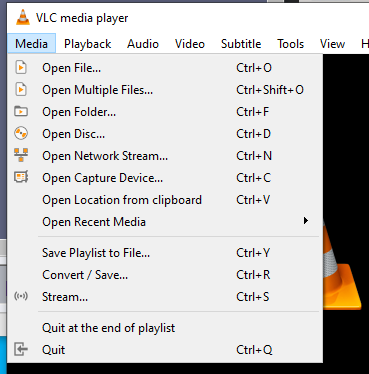 VLC media player
Media Playback Audio Video Subtitle Tools View H
Open File... Ctrl+O
Open Multiple Files... Ctrl+Shift+O
Open Folder... Ctrl+F
Open Disc... Ctrl+D
Open Network Stream... Ctrl+N
Open Capture Device... Ctrl+C
Open Location from clipboard Ctrl+V
Open Recent Media
Save Playlist to File... Ctrl+Y
Convert / Save... Ctrl+R
Stream... Ctrl+S
Quit at the end of playlist
Quit Ctrl+Q